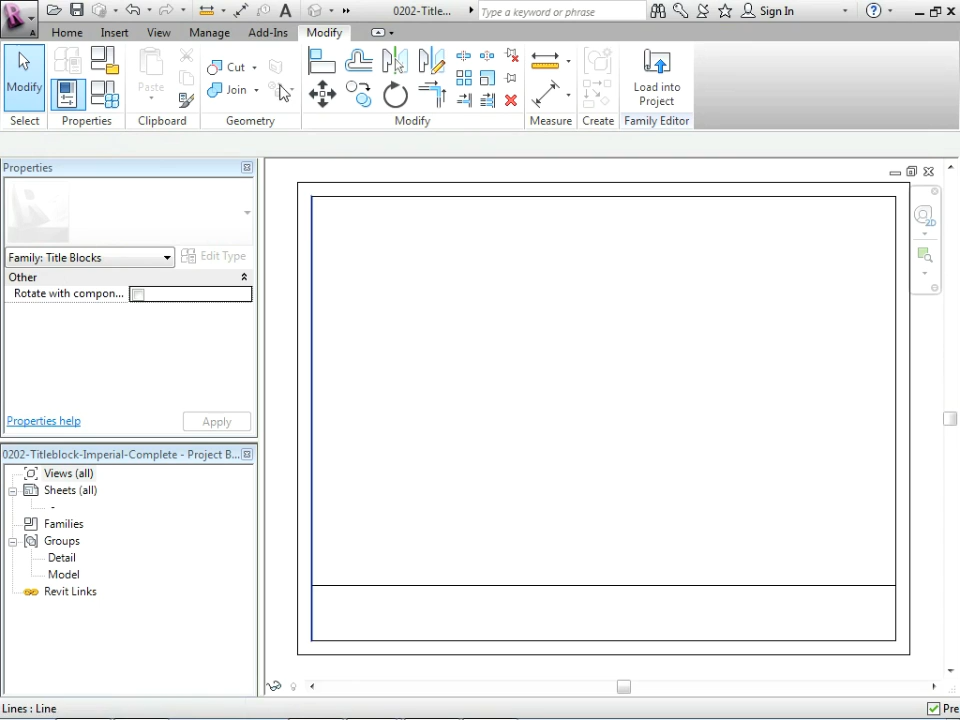 0202-Title...
Type a keyword or phrase
Sign In
Home Insert View Manage Add-Ins Modify
Modify
Paste
Cut
Join
Load into
Project
Select Properties Clipboard Geometry Modify Measure Create Family Editor
Properties
Family: Title Blocks
Edit Type
Other
Rotate with compon...
Properties help
Apply
0202-Titleblock-Imperial-Complete - Project B...
Views (all)
Sheets (all)
-
Families
Groups
Detail
Model
Revit Links
2D
Lines : Line
Pre